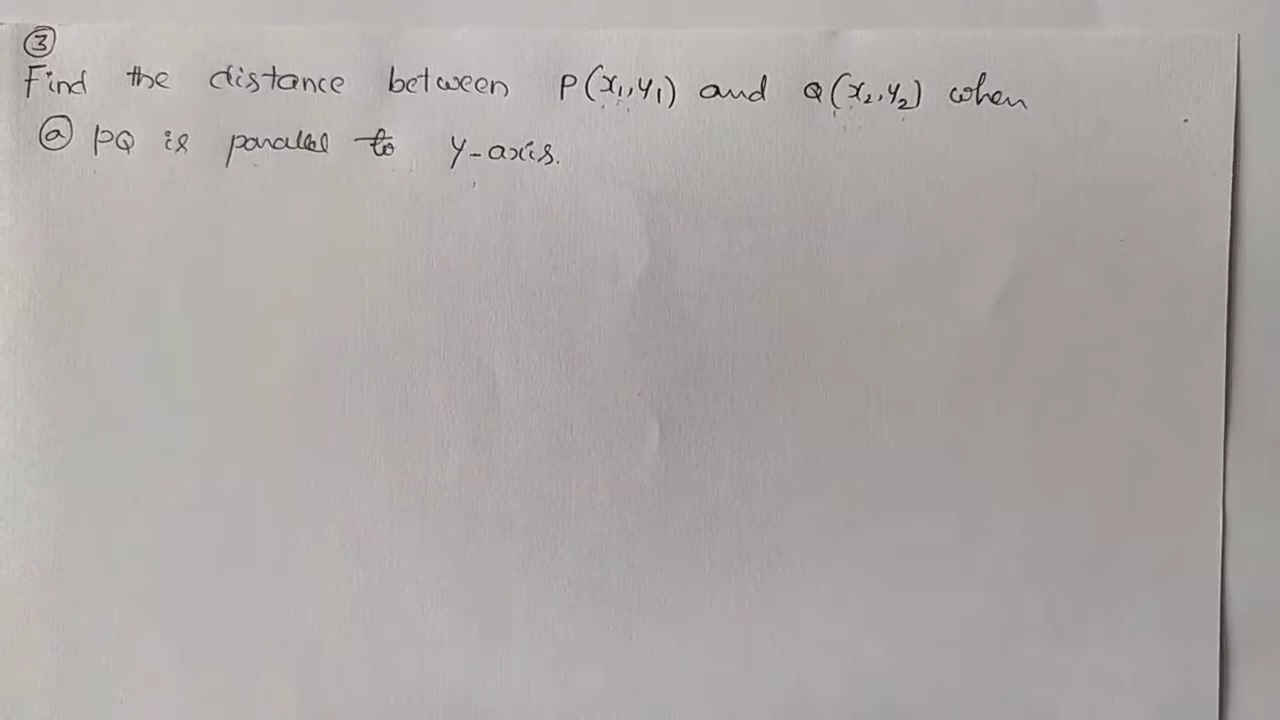 ③
Find the distance between P(x₁,y₁) and Q(x₂,y₂) when
ⓐ PQ is parallel to y-axis.